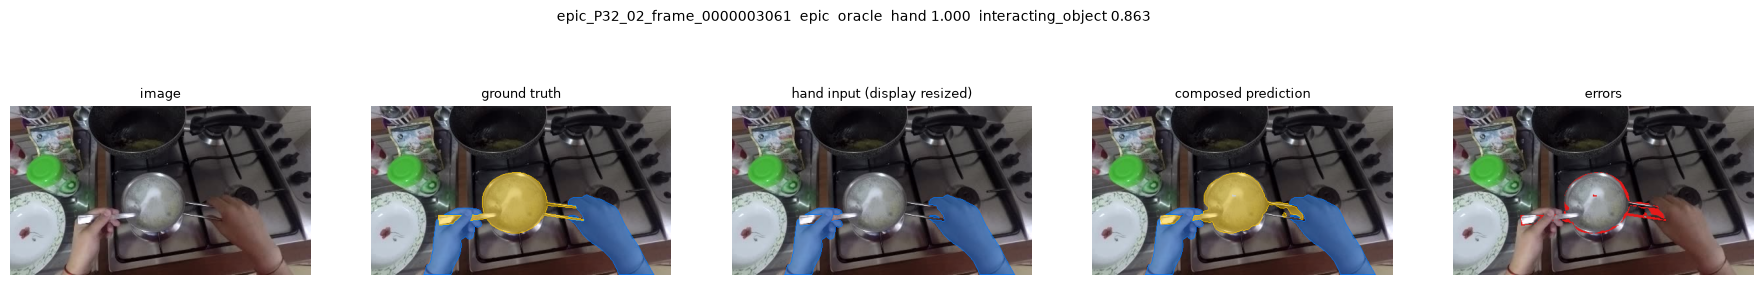 epic_P32_02_frame_0000003061 epic oracle hand 1.000 interacting_object 0.863
image
ground truth
hand input (display resized)
composed prediction
errors